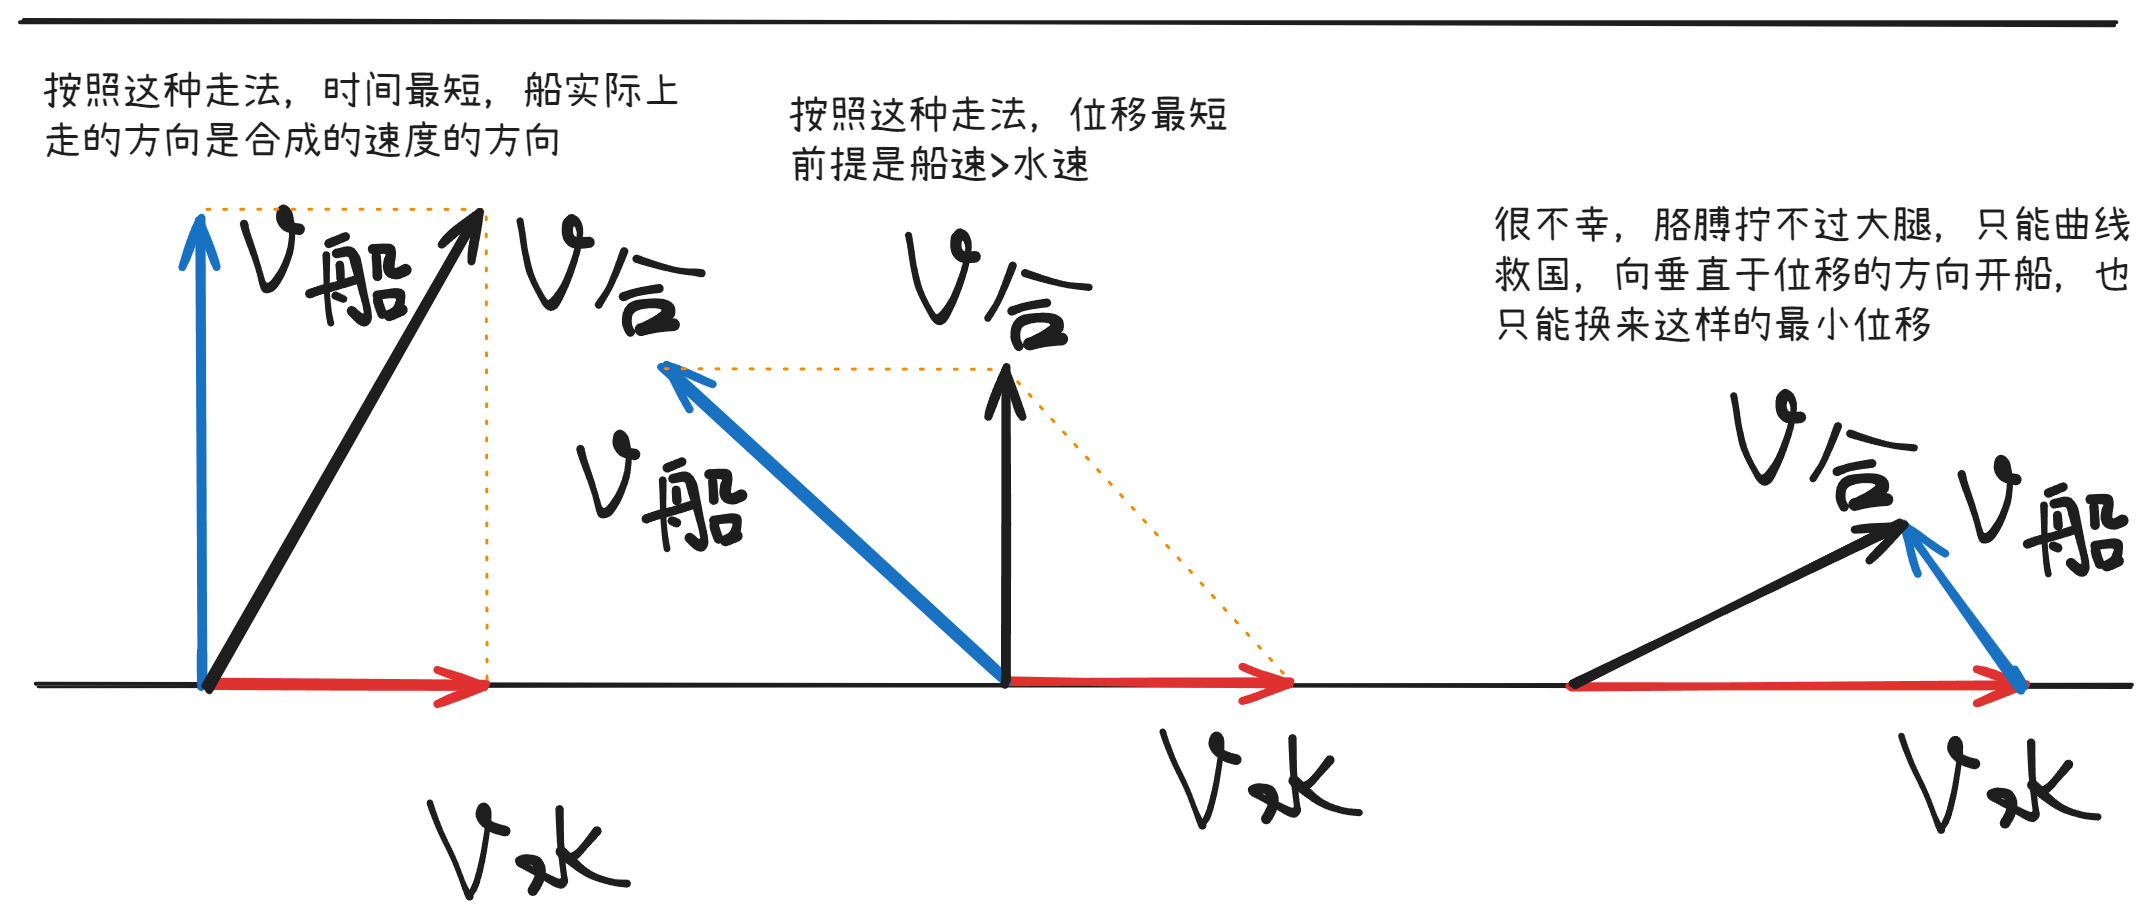 按照这种走法，时间最短，船实际上
走的方向是合成的速度的方向
按照这种走法，位移最短
前提是船速>水速
很不幸，胳膊拧不过大腿，只能曲线
救国，向垂直于位移的方向开船，也
只能换来这样的最小位移
V船
V合
V水
V合
V船
V水
V合
V船
V水